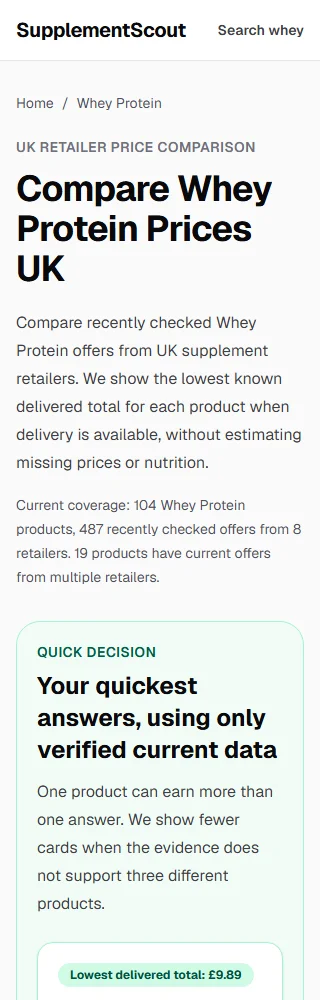 SupplementScout
Search whey
Home / Whey Protein
UK RETAILER PRICE COMPARISON
Compare Whey
Protein Prices
UK
Compare recently checked Whey
Protein offers from UK supplement
retailers. We show the lowest known
delivered total for each product when
delivery is available, without estimating
missing prices or nutrition.
Current coverage: 104 Whey Protein
products, 487 recently checked offers from 8
retailers. 19 products have current offers
from multiple retailers.
QUICK DECISION
Your quickest
answers, using only
verified current data
One product can earn more than
one answer. We show fewer
cards when the evidence does
not support three different
products.
Lowest delivered total: £9.89